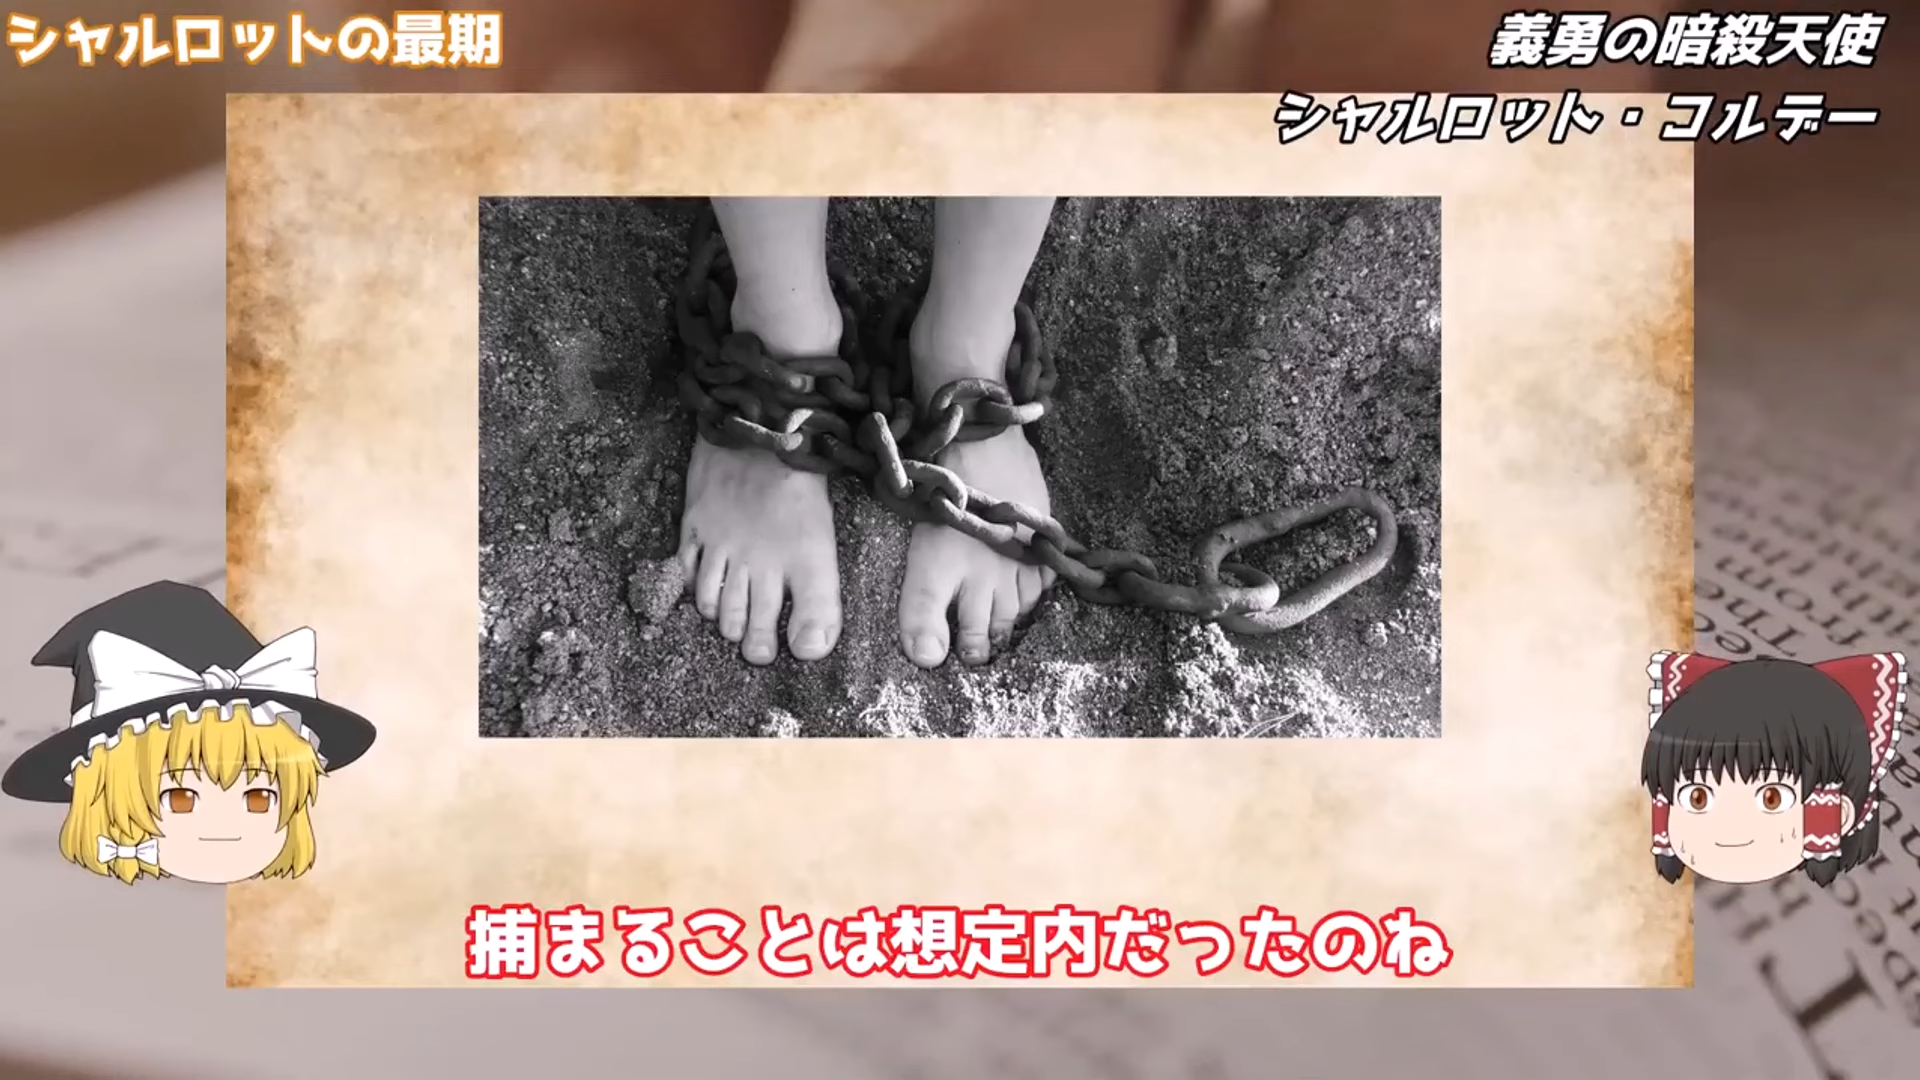 シャルロットの最期
義勇の暗殺天使
シャルロット・コルデー
捕まることは想定内だったのね